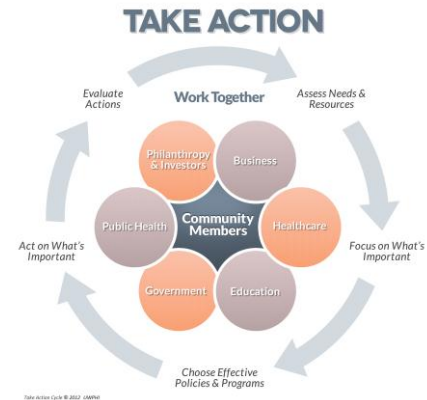 TAKE ACTION
Evaluate
Actions
Work Together
Assess Needs &
Resources
Philanthropy
& Investors
Business
Public Health
Community
Members
Healthcare
Act on What's
Important
Focus on What's
Important
Government
Education
Choose Effective
Policies & Programs
Take Action Cycle © 2012 UWPHI